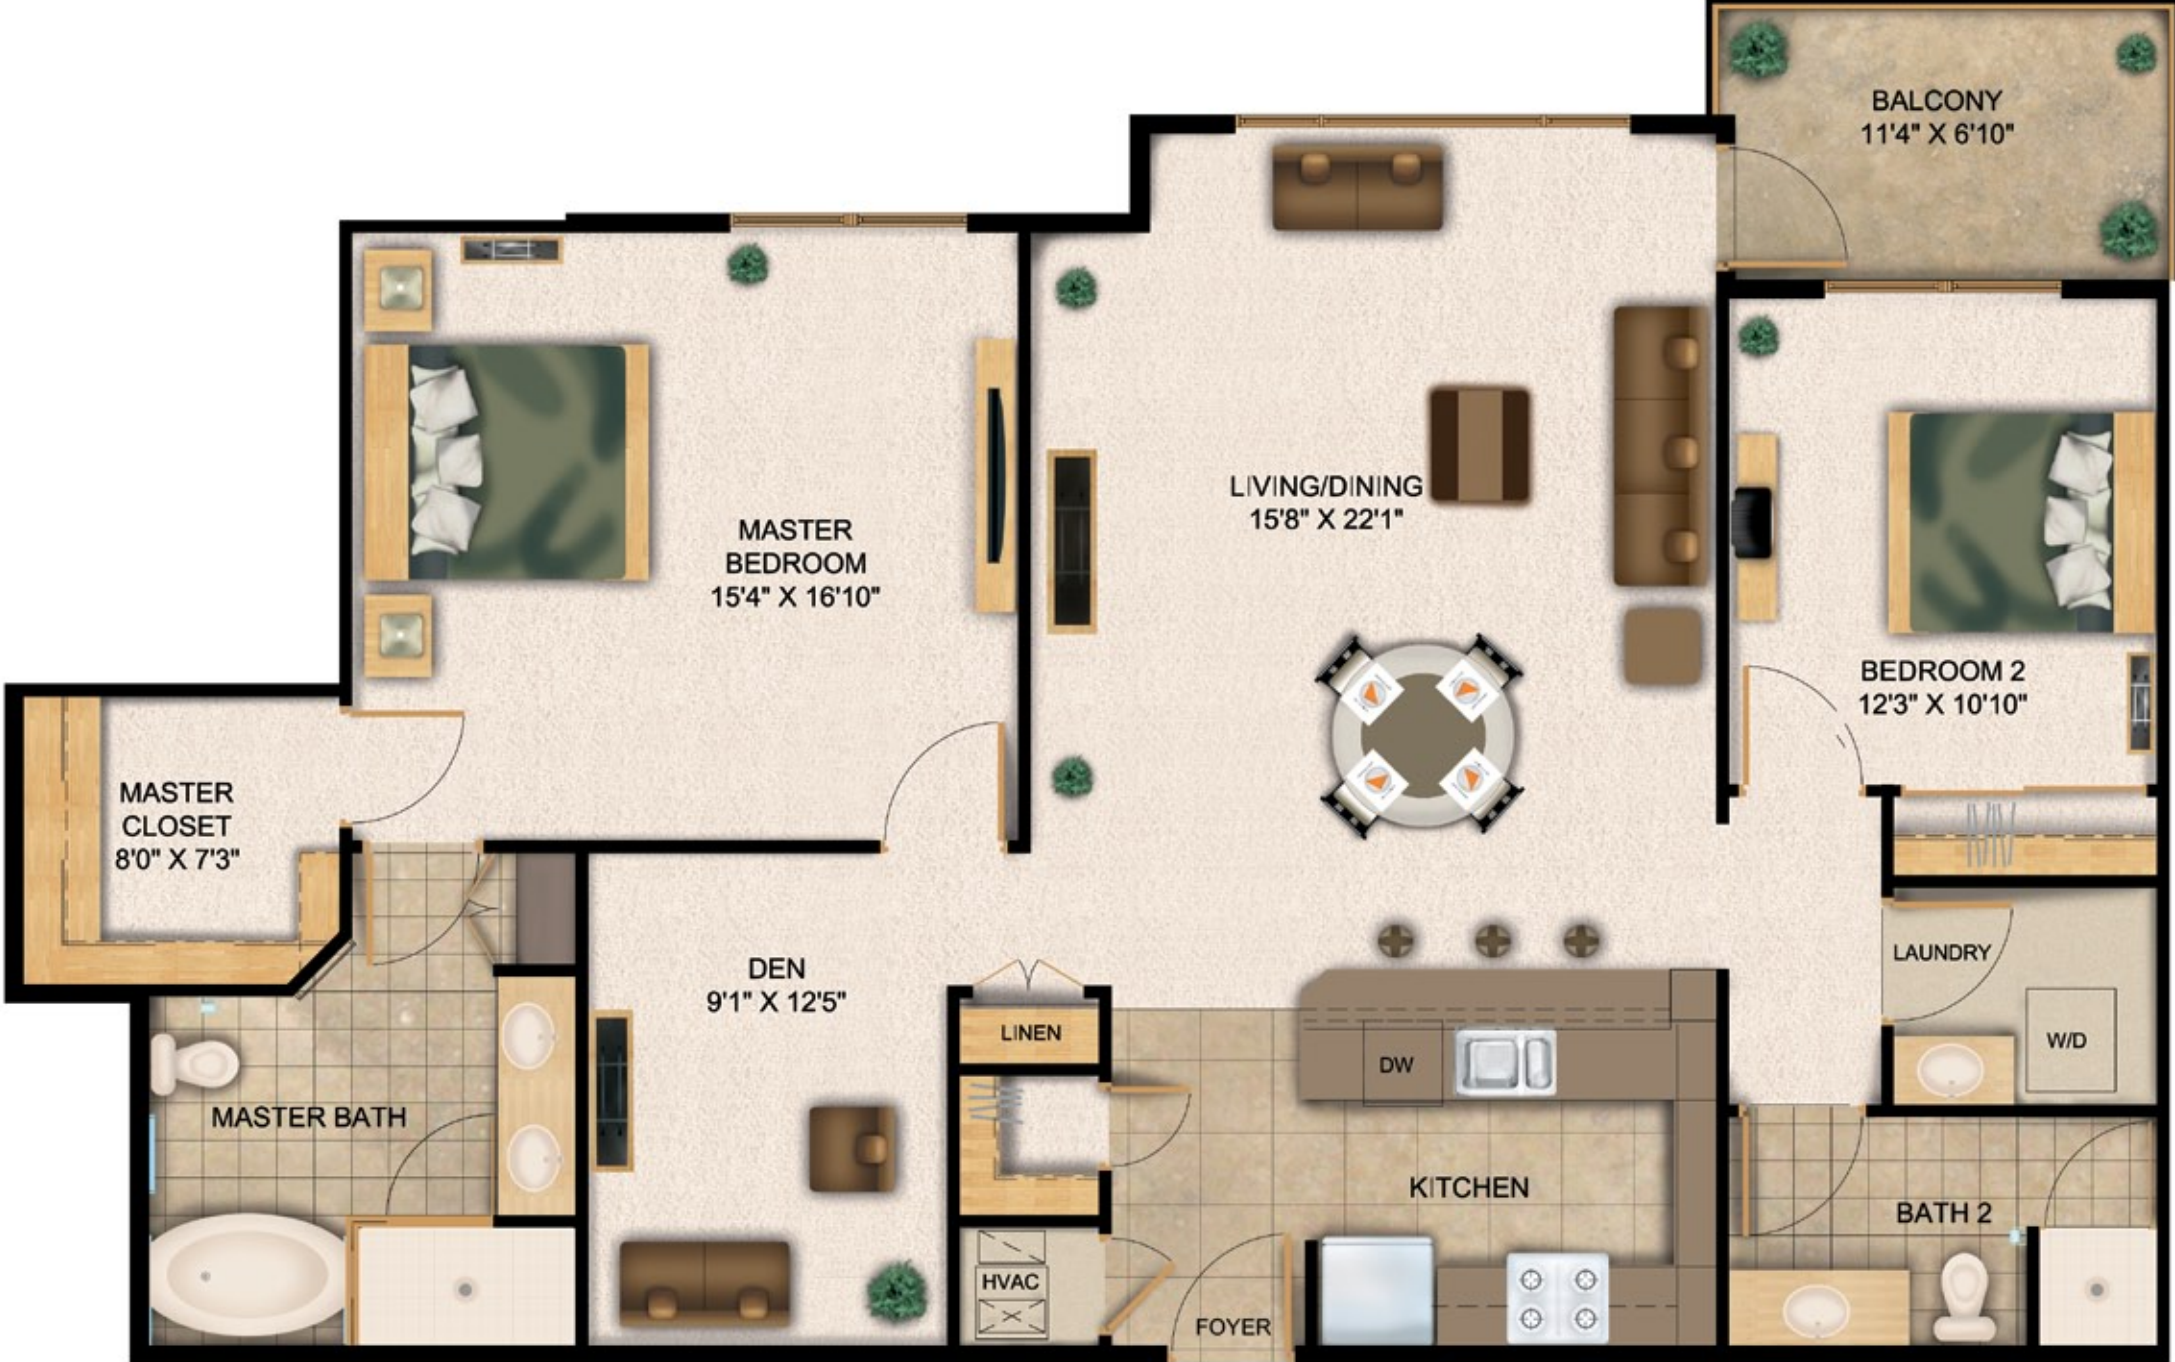 BALCONY
11'4" X 6'10"
MASTER
BEDROOM
15'4" X 16'10"
LIVING/DINING
15'8" X 22'1"
BEDROOM 2
12'3" X 10'10"
MASTER
CLOSET
8'0" X 7'3"
DEN
9'1" X 12'5"
LAUNDRY
LINEN
W/D
DW
MASTER BATH
KITCHEN
BATH 2
HVAC
FOYER